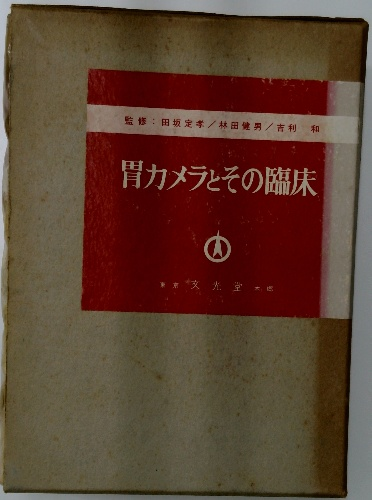 監修：田坂定孝／林田健男／吉利 和
胃カメラとその臨床
東京 文光堂 本郷